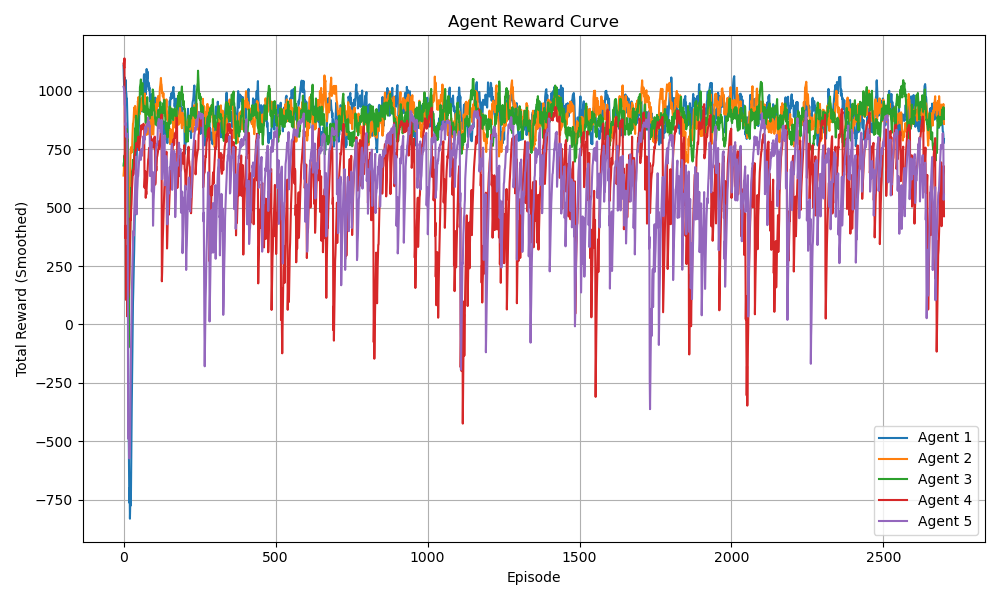 Agent Reward Curve
Total Reward (Smoothed)
1000
750
500
250
0
−250
−500
−750
0 500 1000 1500 2000 2500
Episode
Agent 1
Agent 2
Agent 3
Agent 4
Agent 5